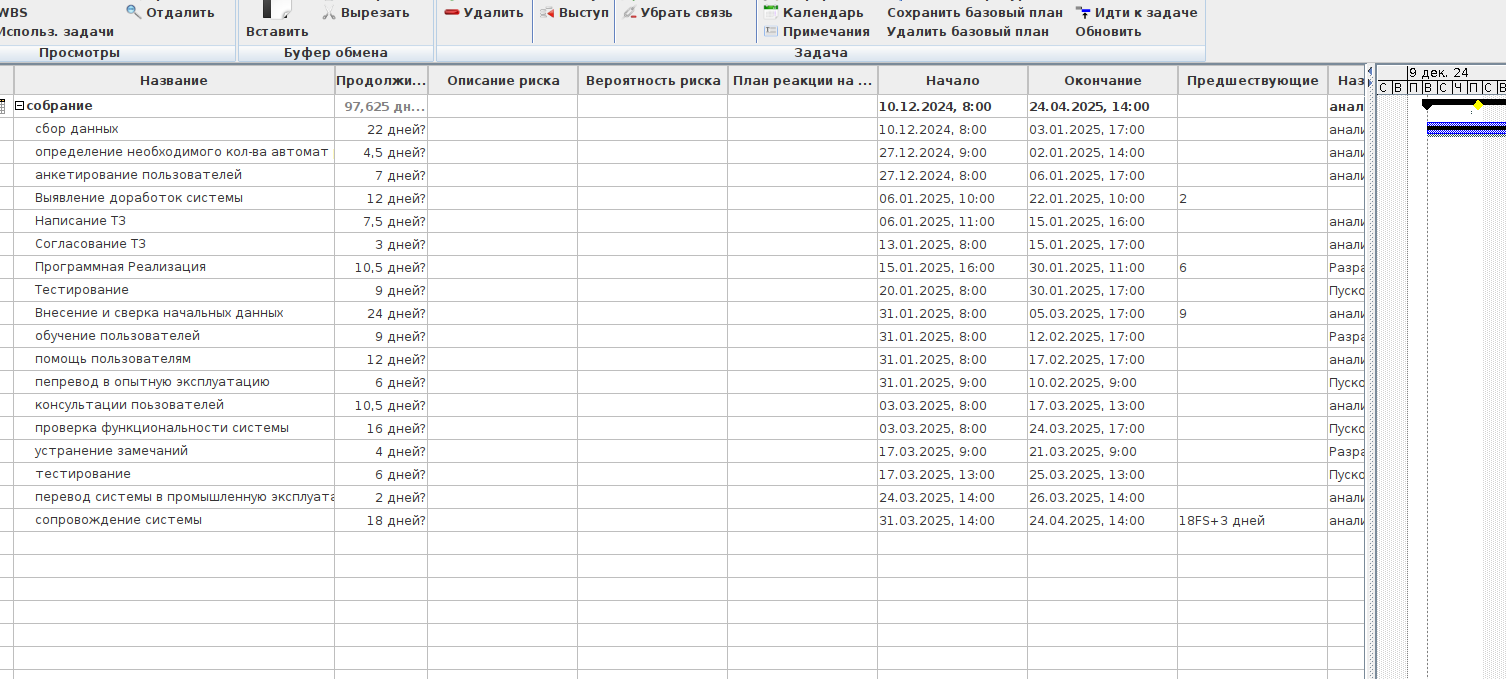 WBS Отдалить Вырезать Удалить Выступ Убрать связь Календарь Сохранить базовый план Идти к задаче
Использ. задачи Вставить Примечания Удалить базовый план Обновить
Просмотры Буфер обмена Задача
Название Продолжи... Описание риска Вероятность риска План реакции на ... Начало Окончание Предшествующие Наз 9 дек. 24
С В П В С Ч П С В
собрание 97,625 дн... 10.12.2024, 8:00 24.04.2025, 14:00 анал
сбор данных 22 дней? 10.12.2024, 8:00 03.01.2025, 17:00 анали
определение необходимого кол-ва автомат 4,5 дней? 27.12.2024, 9:00 02.01.2025, 14:00 анали
анкетирование пользователей 7 дней? 27.12.2024, 8:00 06.01.2025, 17:00 анали
Выявление доработок системы 12 дней? 06.01.2025, 10:00 22.01.2025, 10:00 2
Написание ТЗ 7,5 дней? 06.01.2025, 11:00 15.01.2025, 16:00 анали
Согласование ТЗ 3 дней? 13.01.2025, 8:00 15.01.2025, 17:00 анали
Программная Реализация 10,5 дней? 15.01.2025, 16:00 30.01.2025, 11:00 6 Разра
Тестирование 9 дней? 20.01.2025, 8:00 30.01.2025, 17:00 Пуско
Внесение и сверка начальных данных 24 дней? 31.01.2025, 8:00 05.03.2025, 17:00 9 анали
обучение пользователей 9 дней? 31.01.2025, 8:00 12.02.2025, 17:00 Разра
помощь пользователям 12 дней? 31.01.2025, 8:00 17.02.2025, 17:00 анали
пепревод в опытную эксплуатацию 6 дней? 31.01.2025, 9:00 10.02.2025, 9:00 Пуско
консультации поьзователей 10,5 дней? 03.03.2025, 8:00 17.03.2025, 13:00 анали
проверка функциональности системы 16 дней? 03.03.2025, 8:00 24.03.2025, 17:00 Пуско
устранение замечаний 4 дней? 17.03.2025, 9:00 21.03.2025, 9:00 Разра
тестирование 6 дней? 17.03.2025, 13:00 25.03.2025, 13:00 Пуско
перевод системы в промышленную эксплуата 2 дней? 24.03.2025, 14:00 26.03.2025, 14:00 анали
сопровождение системы 18 дней? 31.03.2025, 14:00 24.04.2025, 14:00 18FS+3 дней анали